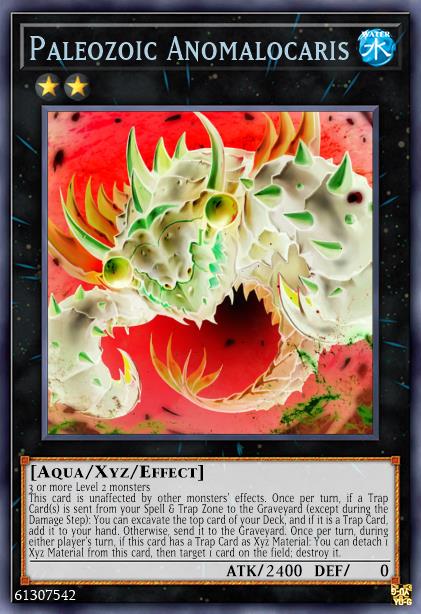 PALEOZOIC ANOMALOCARIS
WATER
水
[AQUA/XYZ/EFFECT]
3 or more Level 2 monsters
This card is unaffected by other monsters' effects. Once per turn, if a Trap
Card(s) is sent from your Spell & Trap Zone to the Graveyard (except during the
Damage Step): You can excavate the top card of your Deck, and if it is a Trap Card,
add it to your hand. Otherwise, send it to the Graveyard. Once per turn, during
either player's turn, if this card has a Trap Card as Xyz Material: You can detach 1
Xyz Material from this card, then target 1 card on the field; destroy it.
ATK/2400 DEF/ 0
61307542